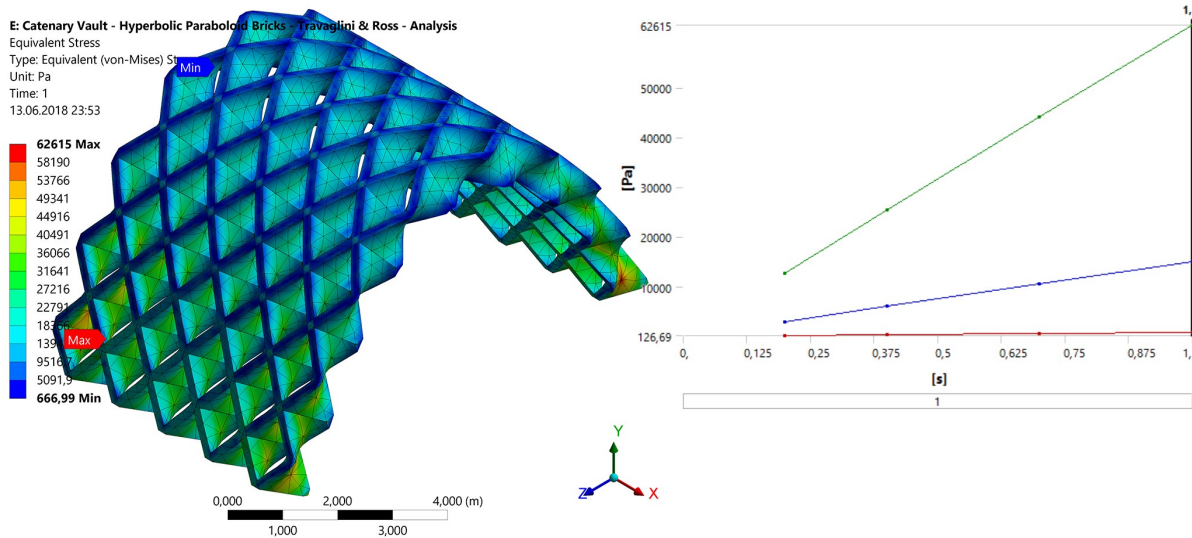 E: Catenary Vault - Hyperbolic Paraboloid Bricks - Travaglini & Ross - Analysis
Equivalent Stress
Type: Equivalent (von-Mises) St
Unit: Pa
Time: 1
13.06.2018 23:53
Min
62615 Max
58190
53766
49341
44916
40491
36066
31641
27216
22791
Max
5091,9
666,99 Min
0,000 2,000 4,000 (m)
1,000 3,000
Y
Z
X
1,
62615
50000
40000
[Pa]
30000
20000
10000
126,69
0, 0,125 0,25 0,375 0,5 0,625 0,75 0,875 1,
[s]
1